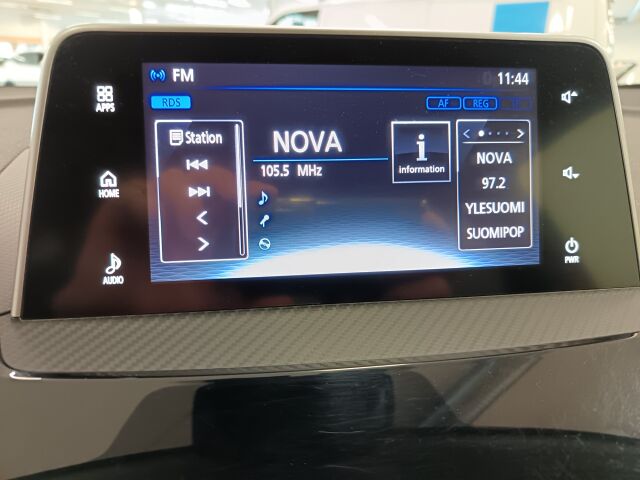 FM
11:44
RDS
AF REG
APPS
HOME
AUDIO
Station
NOVA
105.5 MHz
i
information
NOVA
97.2
YLESUOMI
SUOMIPOP
PWR